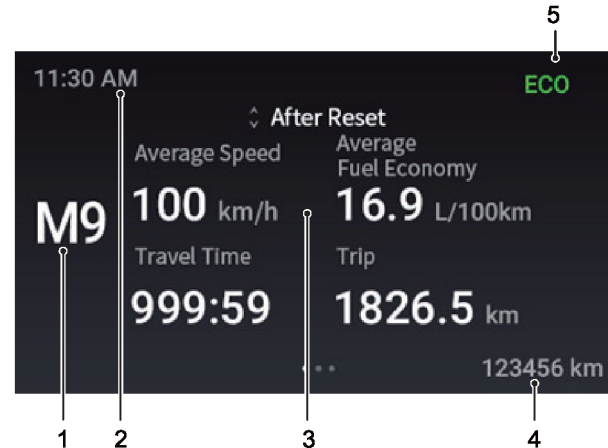 5
11:30 AM
ECO
After Reset
Average Speed
Average
Fuel Economy
M9
100 km/h
16.9 L/100km
Travel Time
Trip
999:59
1826.5 km
123456 km
1
2
3
4